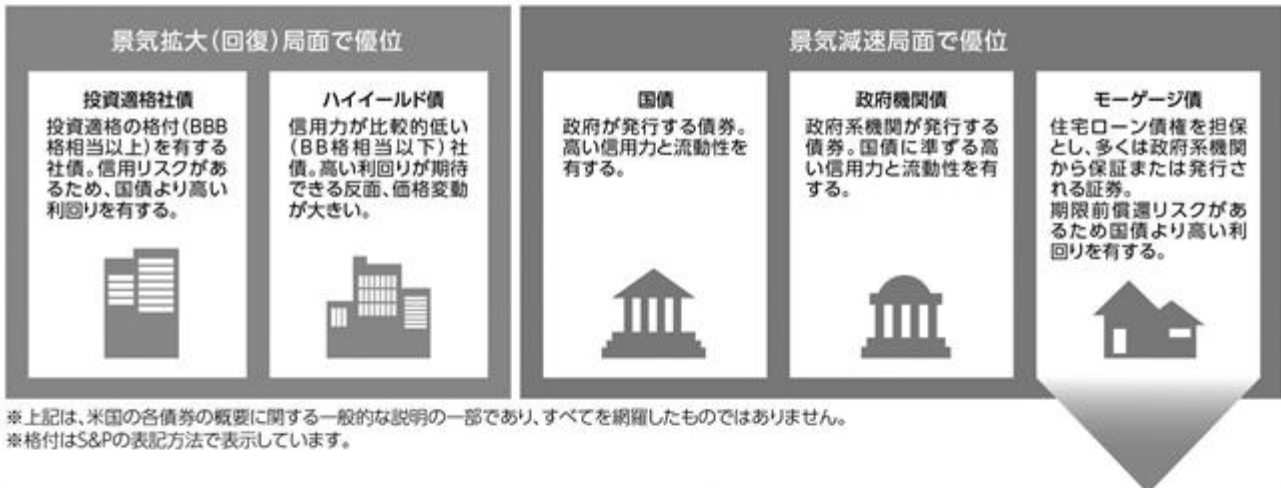 景気拡大(回復)局面で優位
投資適格社債
投資適格の格付(BBB
格相当以上)を有する
社債。信用リスクがあ
るため、国債より高い
利回りを有する。
ハイイールド債
信用力が比較的低い
(BB格相当以下)社
債。高い利回りが期待
できる反面、価格変動
が大きい。
景気減速局面で優位
国債
政府が発行する債券。
高い信用力と流動性を
有する。
政府機関債
政府系機関が発行する
債券。国債に準ずる高
い信用力と流動性を有
する。
モーゲージ債
住宅ローン債権を担保
とし、多くは政府系機関
から保証または発行さ
れる証券。
期限前償還リスクがあ
るため国債より高い利
回りを有する。
※上記は、米国の各債券の概要に関する一般的な説明の一部であり、すべてを網羅したものではありません。
※格付はS&Pの表記方法で表示しています。